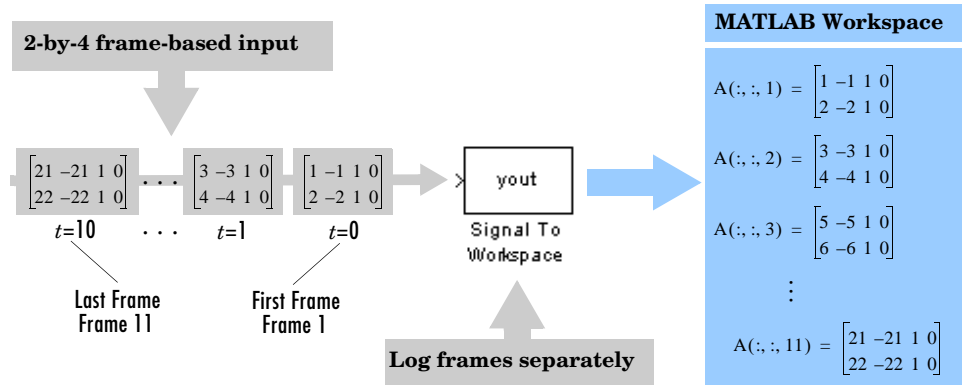 2-by-4 frame-based input
21 –21 1 0
22 –22 1 0
. . .
3 –3 1 0
4 –4 1 0
1 –1 1 0
2 –2 1 0
t=10 . . . t=1 t=0
Last Frame
Frame 11
First Frame
Frame 1
yout
Signal To
Workspace
Log frames separately
MATLAB Workspace
A(:, :, 1) = [1 –1 1 0
2 –2 1 0]
A(:, :, 2) = [3 –3 1 0
4 –4 1 0]
A(:, :, 3) = [5 –5 1 0
6 –6 1 0]
⋮
A(:, :, 11) = [21 –21 1 0
22 –22 1 0]